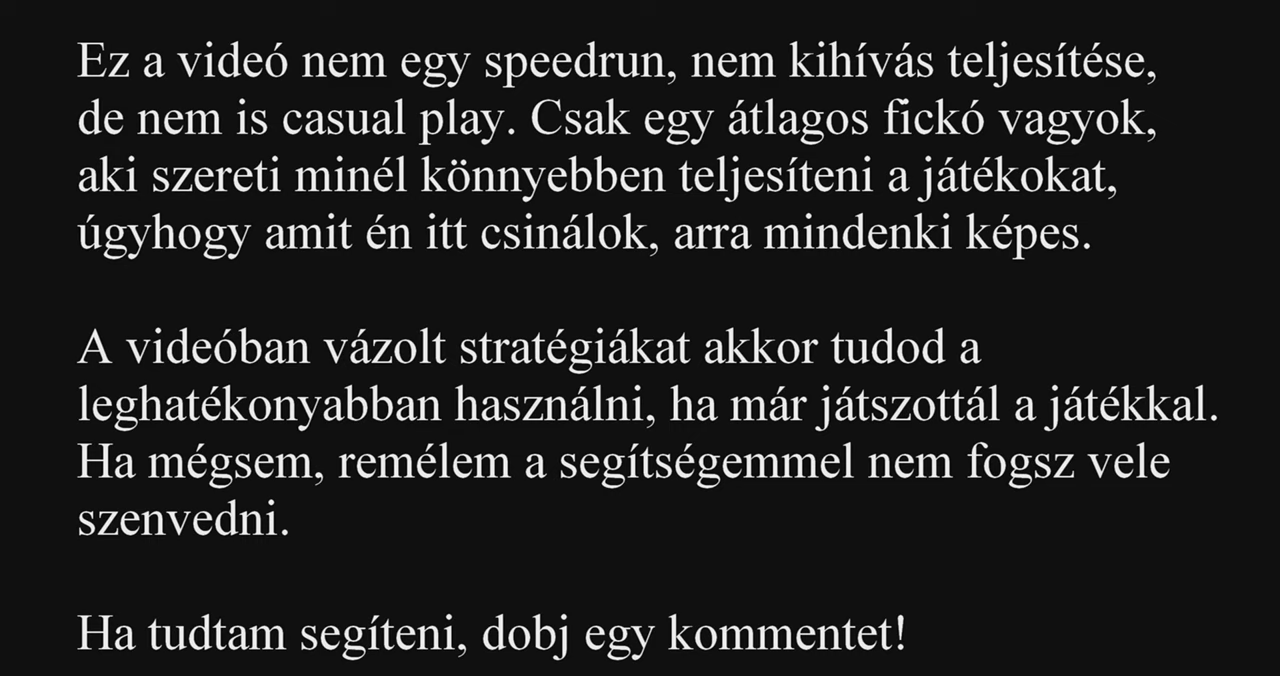 Ez a videó nem egy speedrun, nem kihívás teljesítése,
de nem is casual play. Csak egy átlagos fickó vagyok,
aki szereti minél könnyebben teljesíteni a játékokat,
úgyhogy amit én itt csinálok, arra mindenki képes.
A videóban vázolt stratégiákat akkor tudod a
leghatékonyabban használni, ha már játszottál a játékkal.
Ha mégsem, remélem a segítségemmel nem fogsz vele
szenvedni.
Ha tudtam segíteni, dobj egy kommentet!